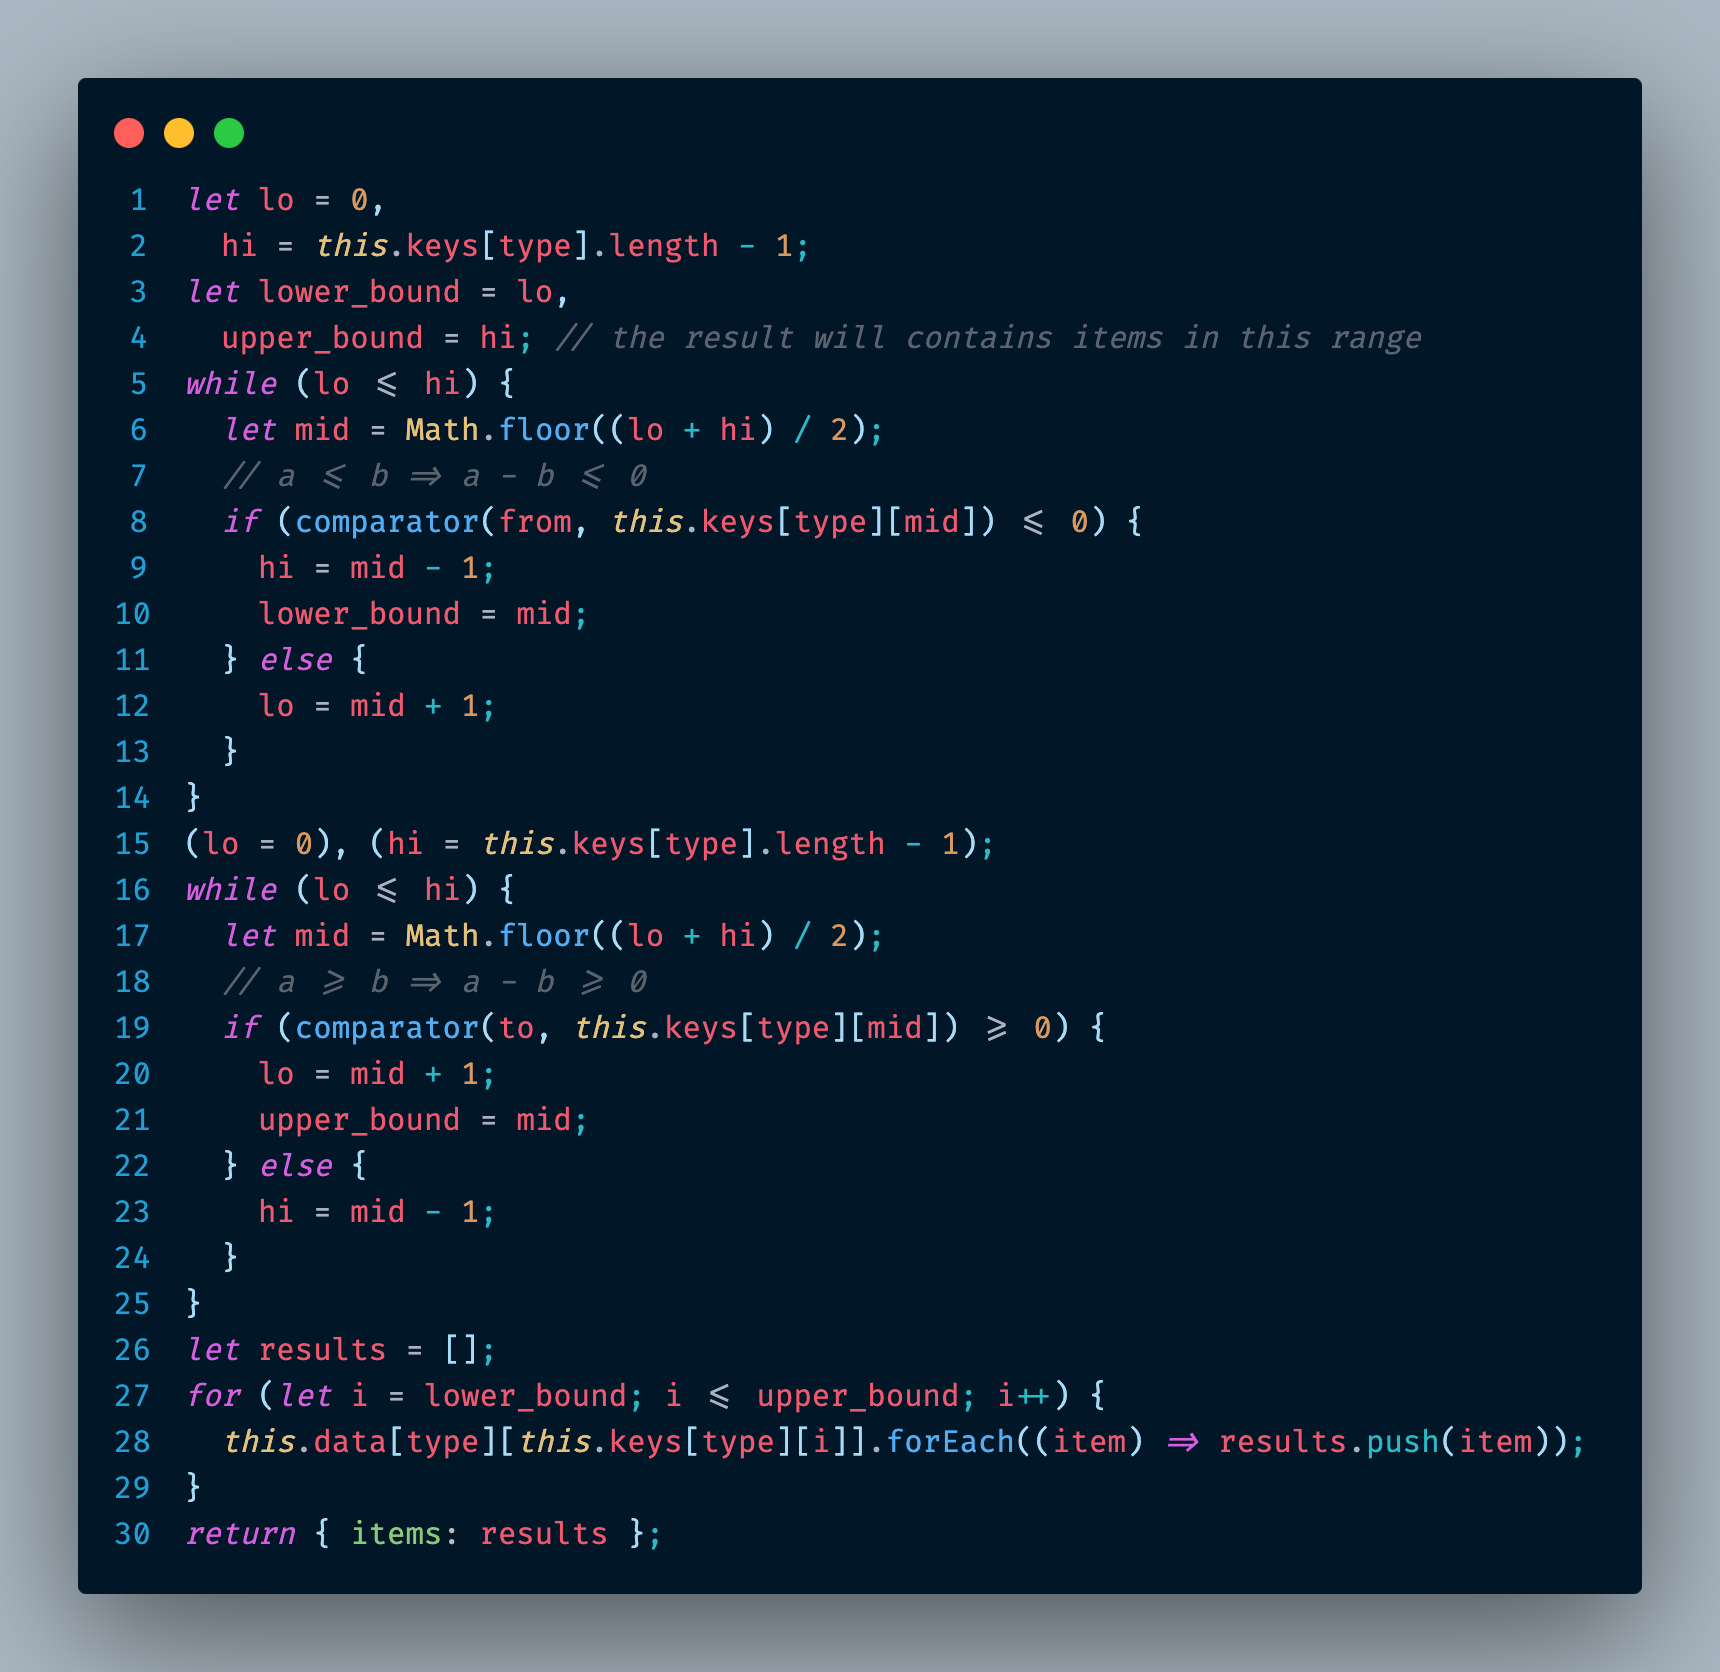 1 let lo = 0,
2   hi = this.keys[type].length - 1;
3 let lower_bound = lo,
4   upper_bound = hi; // the result will contains items in this range
5 while (lo <= hi) {
6   let mid = Math.floor((lo + hi) / 2);
7   // a <= b => a - b <= 0
8   if (comparator(from, this.keys[type][mid]) <= 0) {
9     hi = mid - 1;
10     lower_bound = mid;
11   } else {
12     lo = mid + 1;
13   }
14 }
15 (lo = 0), (hi = this.keys[type].length - 1);
16 while (lo <= hi) {
17   let mid = Math.floor((lo + hi) / 2);
18   // a >= b => a - b >= 0
19   if (comparator(to, this.keys[type][mid]) >= 0) {
20     lo = mid + 1;
21     upper_bound = mid;
22   } else {
23     hi = mid - 1;
24   }
25 }
26 let results = [];
27 for (let i = lower_bound; i <= upper_bound; i++) {
28   this.data[type][this.keys[type][i]].forEach((item) => results.push(item));
29 }
30 return { items: results };